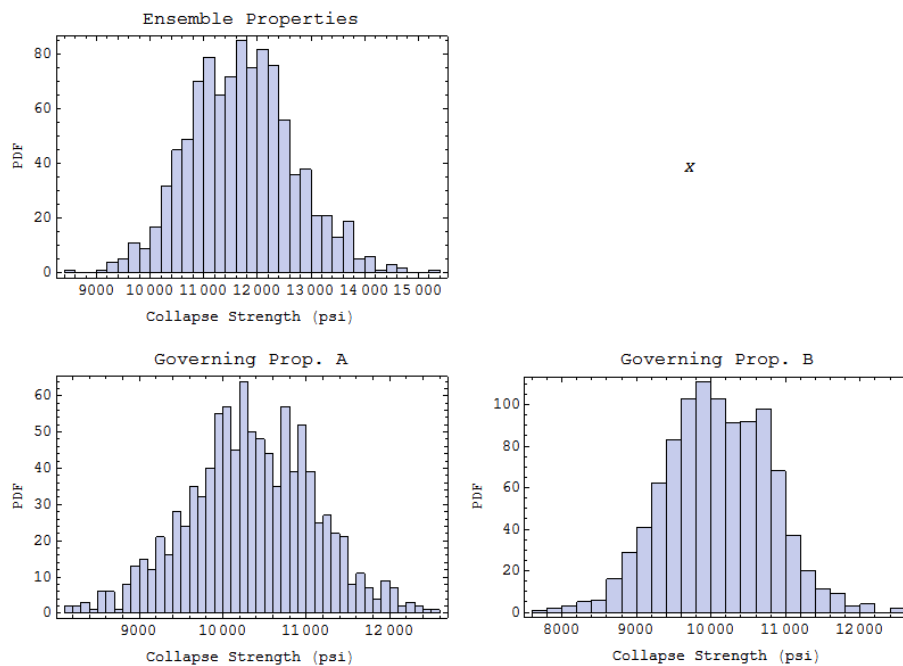 Ensemble Properties
80
60
40
20
0
PDF
9000 10 000 11 000 12 000 13 000 14 000 15 000
Collapse Strength (psi)
x
Governing Prop. A
60
50
40
30
20
10
0
PDF
9000 10 000 11 000 12 000
Collapse Strength (psi)
Governing Prop. B
100
80
60
40
20
0
PDF
8000 9000 10 000 11 000 12 000
Collapse Strength (psi)